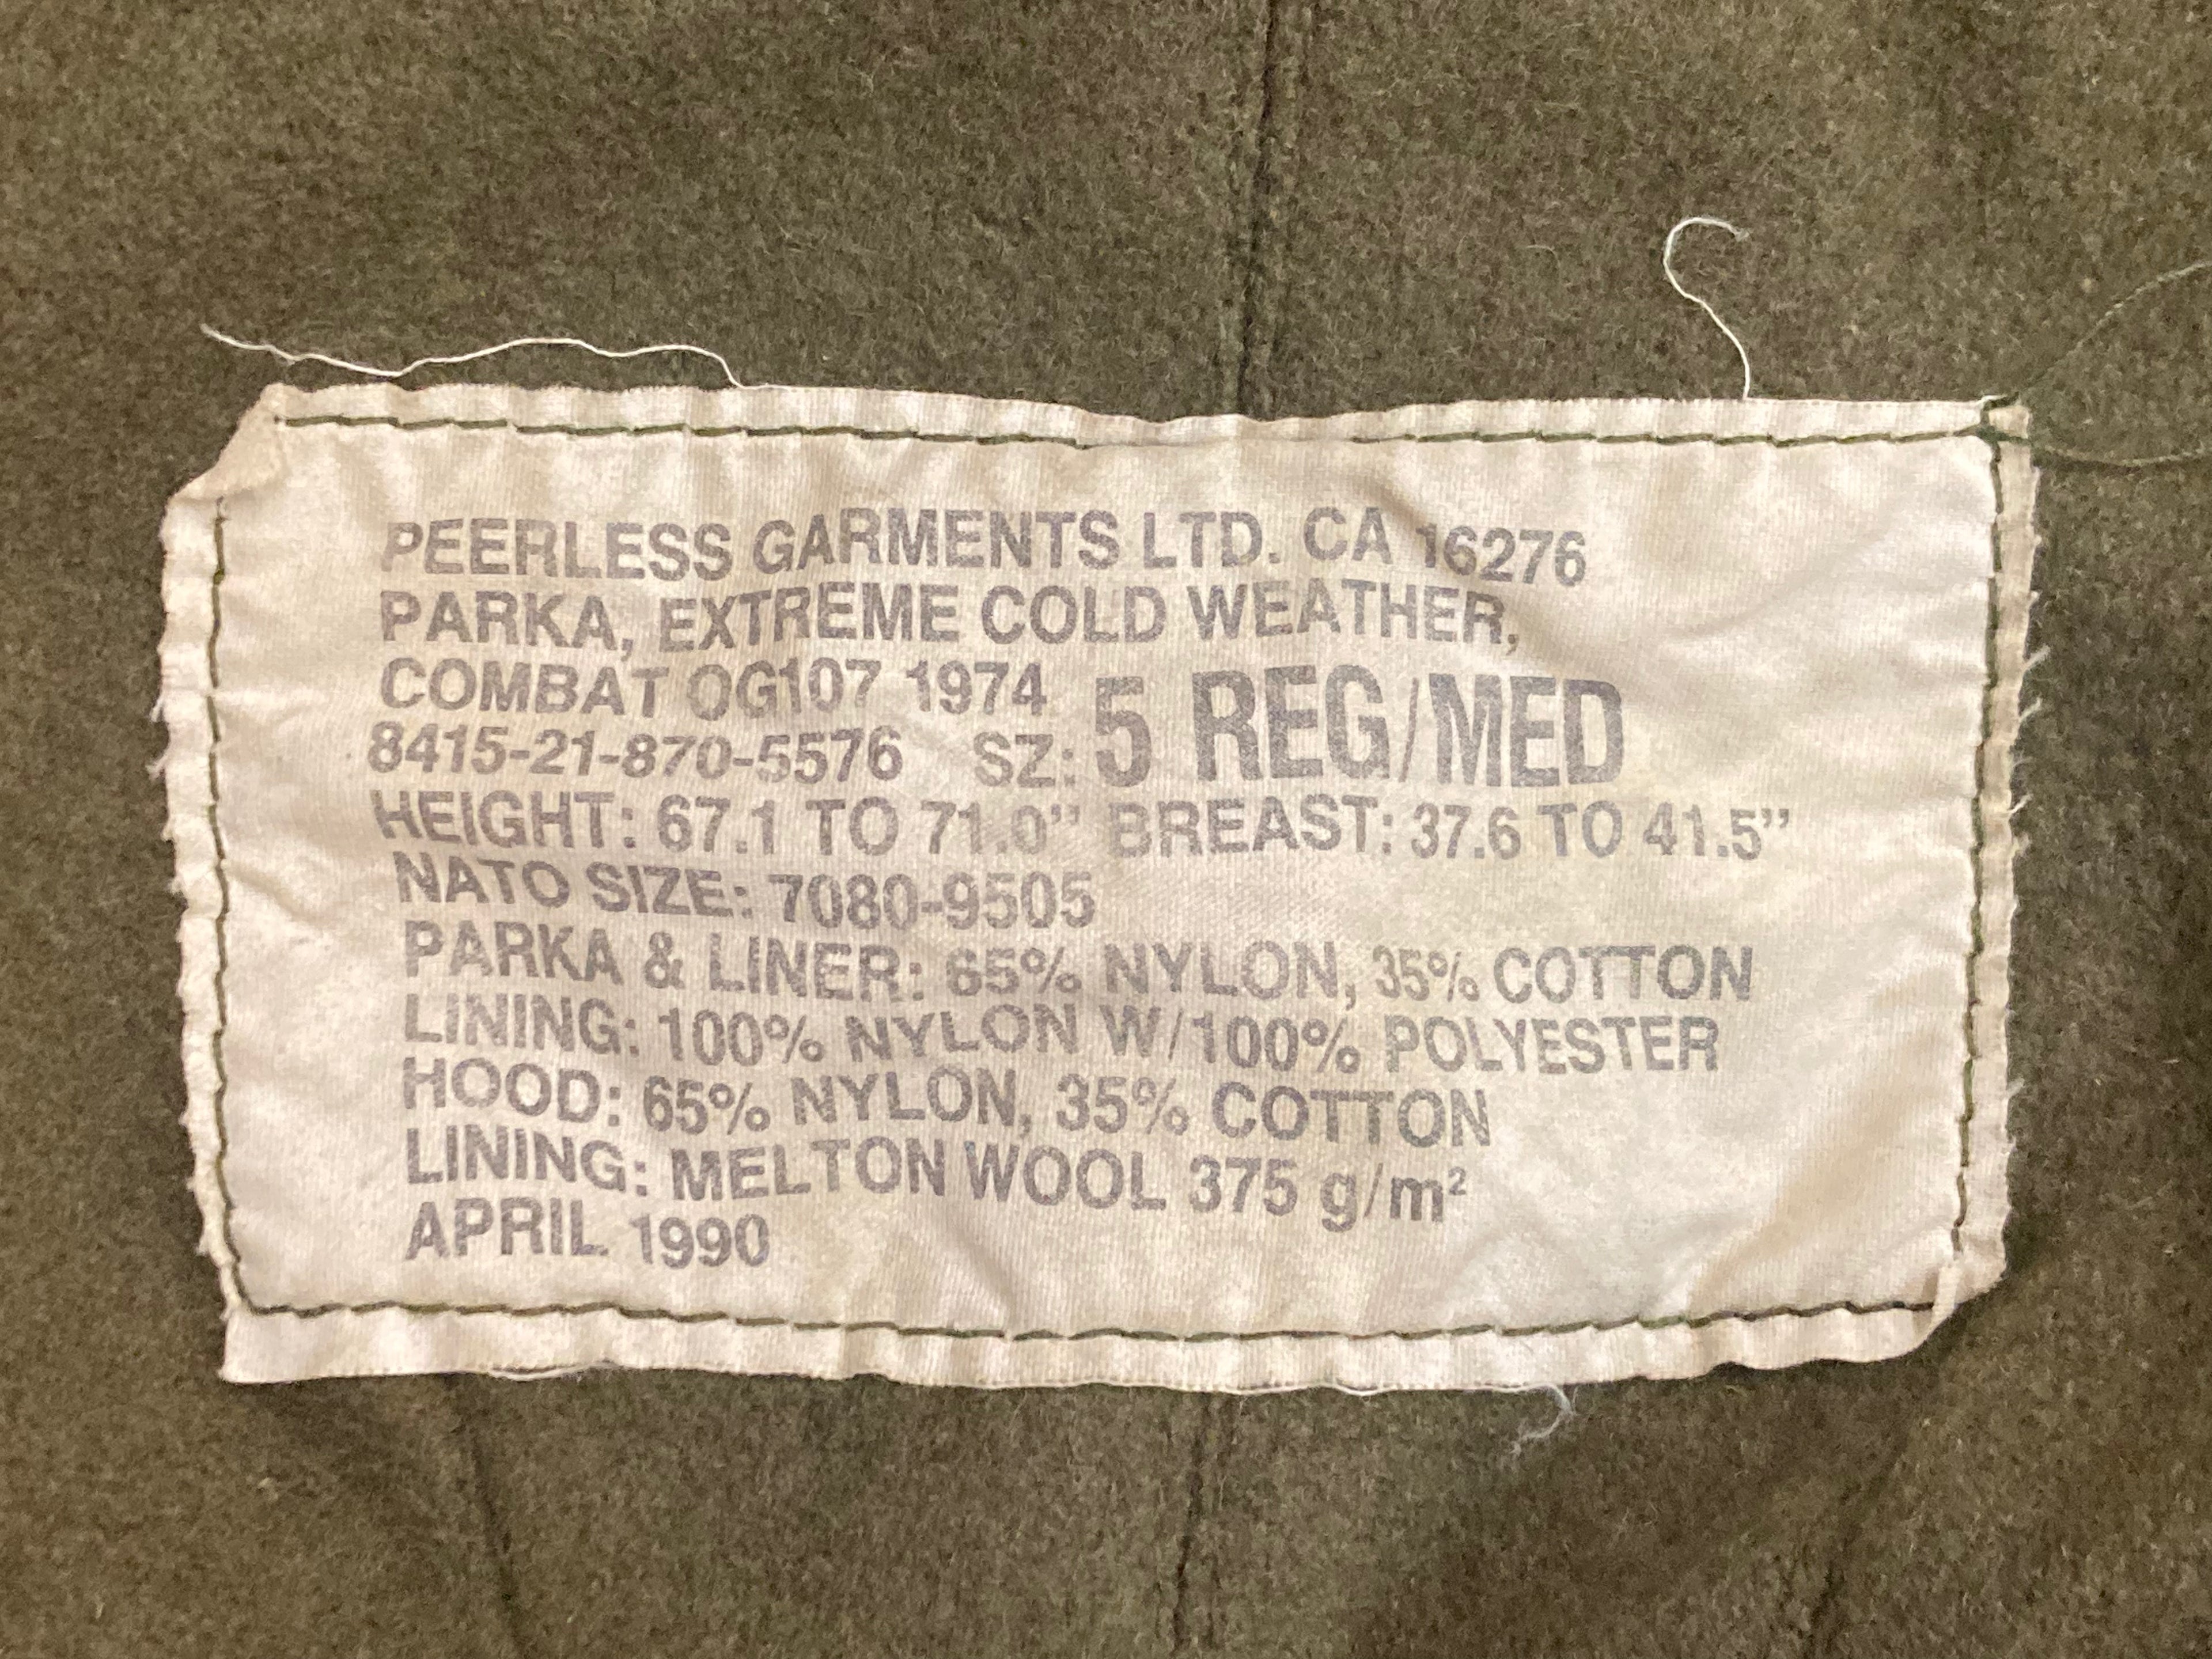 PEERLESS GARMENTS LTD. CA 16276
PARKA, EXTREME COLD WEATHER,
COMBAT OG107 1974
8415-21-870-5576 SZ: 5 REG/MED
HEIGHT: 67.1 TO 71.0" BREAST: 37.6 TO 41.5"
NATO SIZE: 7080-9505
PARKA & LINER: 65% NYLON, 35% COTTON
LINING: 100% NYLON W/100% POLYESTER
HOOD: 65% NYLON, 35% COTTON
LINING: MELTON WOOL 375 g/m²
APRIL 1990